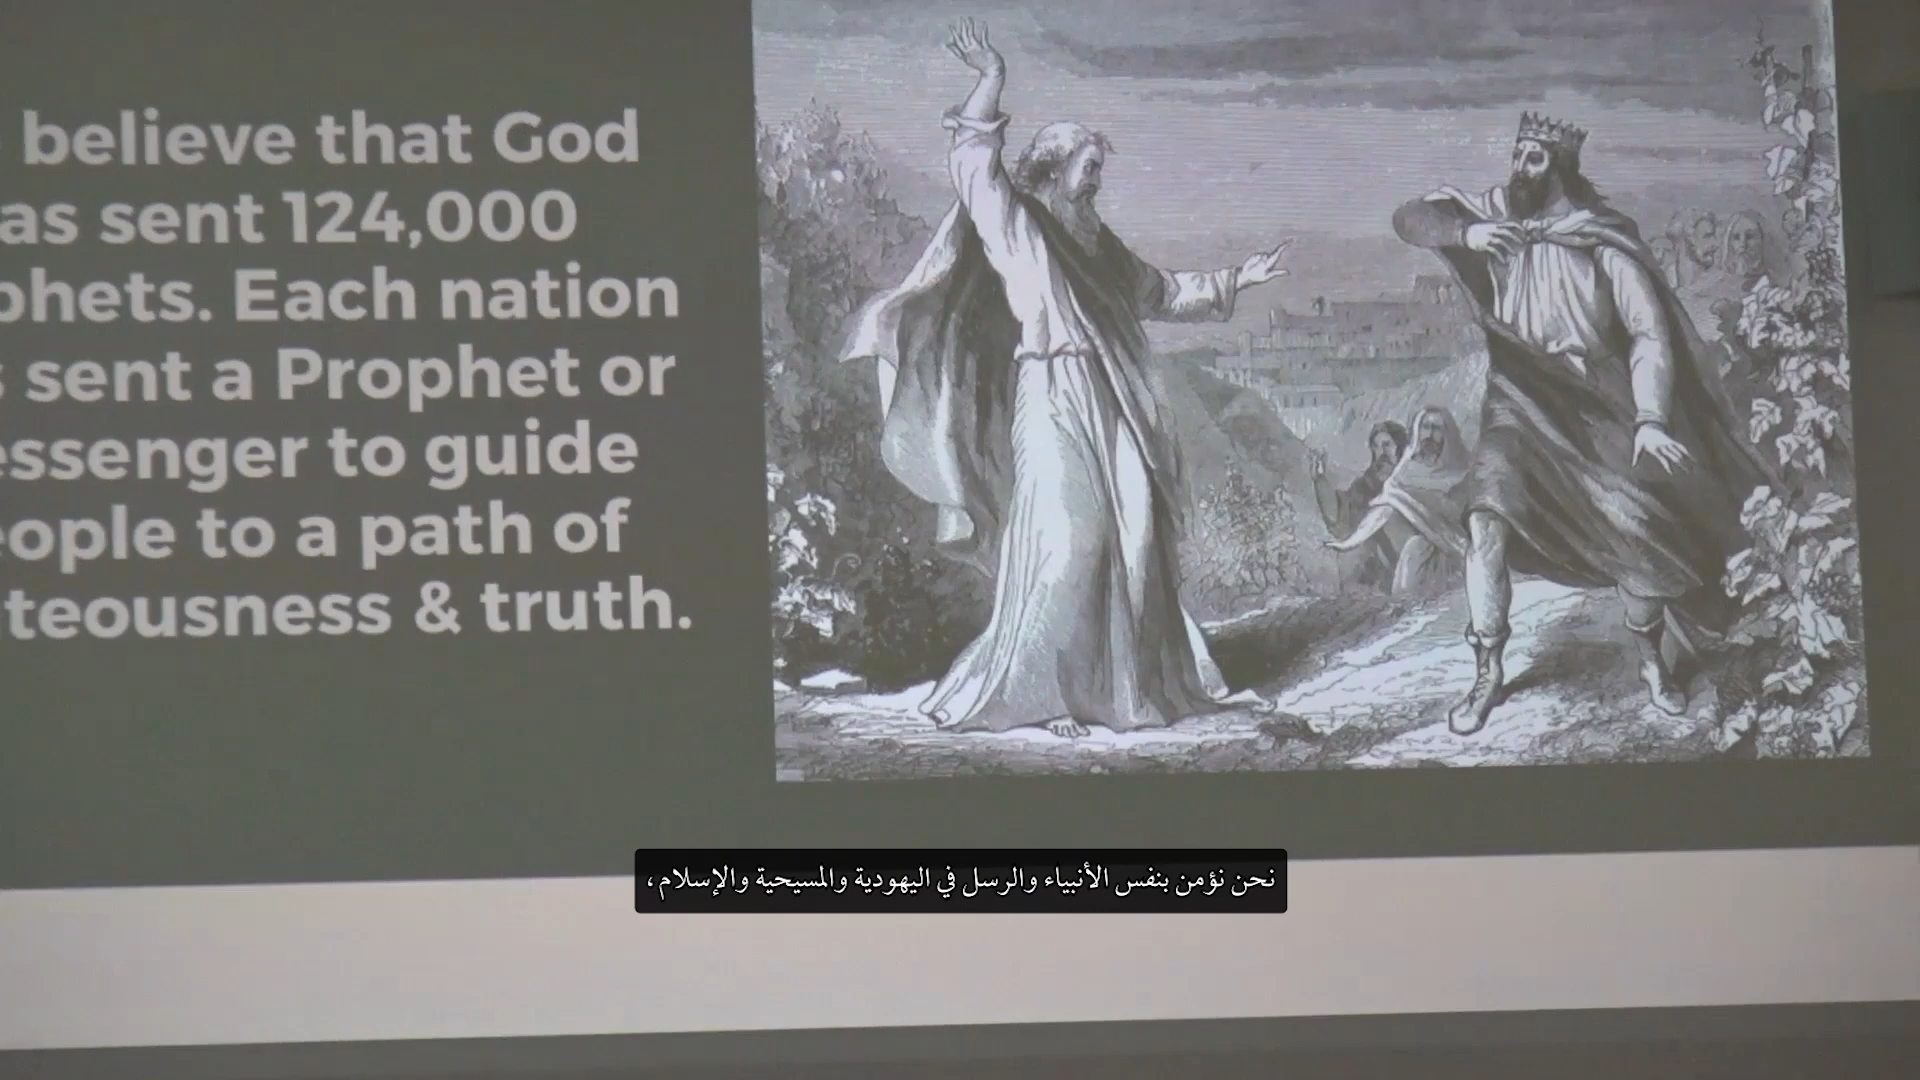 believe that God
as sent 124,000
phets. Each nation
s sent a Prophet or
essenger to guide
eople to a path of
teousness & truth.
نحن نؤمن بنفس الأنبياء والرسل في اليهودية والمسيحية والإسلام،